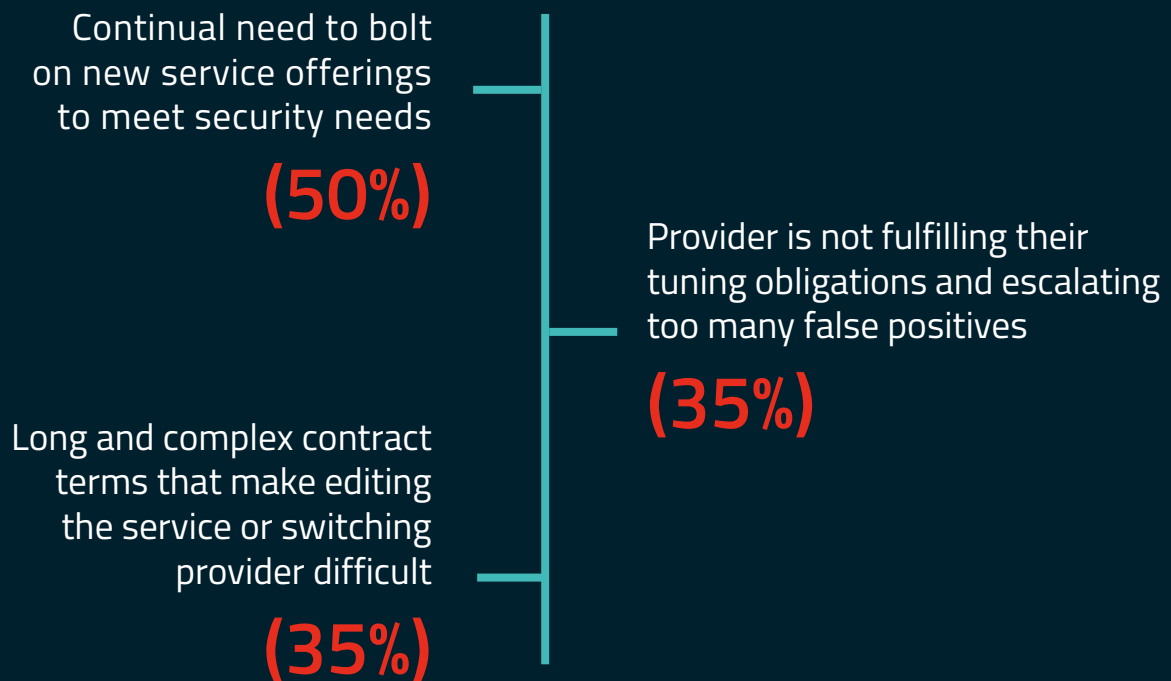 Continual need to bolt
on new service offerings
to meet security needs
(50%)
Provider is not fulfilling their
tuning obligations and escalating
too many false positives
(35%)
Long and complex contract
terms that make editing
the service or switching
provider difficult
(35%)